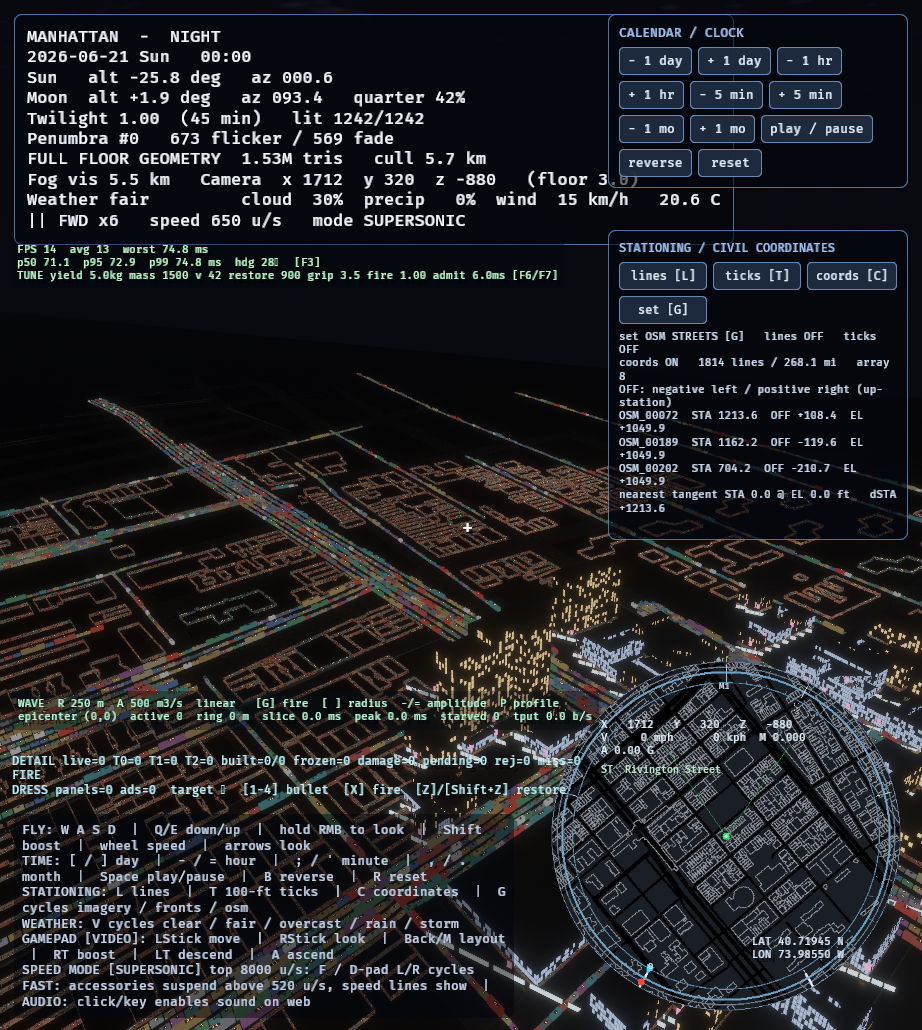 MANHATTAN - NIGHT
2026-06-21 Sun 00:00
Sun alt -25.8 deg az 000.6
Moon alt +1.9 deg az 093.4 quarter 42%
Twilight 1.00 (45 min) lit 1242/1242
Penumbra #0 673 flicker / 569 fade
FULL FLOOR GEOMETRY 1.53M tris cull 5.7 km
Fog vis 5.5 km Camera x 1712 y 320 z -880 (floor 3.0)
Weather fair cloud 30% precip 0% wind 15 km/h 20.6 C
|| FWD x6 speed 650 u/s mode SUPERSONIC
FPS 14 avg 13 worst 74.8 ms
p50 71.1 p95 72.9 p99 74.8 ms hdg 28 [F3]
TUNE yield 5.0kg mass 1500 v 42 restore 900 grip 3.5 fire 1.00 admit 6.0ms [F6/F7]
CALENDAR / CLOCK
- 1 day + 1 day - 1 hr
+ 1 hr - 5 min + 5 min
- 1 mo + 1 mo play / pause
reverse reset
STATIONING / CIVIL COORDINATES
lines [L] ticks [T] coords [C]
set [G]
set OSM STREETS [G] lines OFF ticks
OFF
coords ON 1814 lines / 268.1 mi array
8
OFF: negative left / positive right (up-
station)
OSM_00072 STA 1213.6 OFF +108.4 EL
+1049.9
OSM_00189 STA 1162.2 OFF -119.6 EL
+1049.9
OSM_00202 STA 704.2 OFF -210.7 EL
+1049.9
nearest tangent STA 0.0 @ EL 0.0 ft dSTA
+1213.6
WAVE R 250 m A 500 m3/s linear [G] fire [ ] radius -/= amplitude P profile
epicenter (0,0) active 0 ring 0 m slice 0.0 ms peak 0.0 ms starved 0 tput 0.0 b/s
DETAIL live=0 T0=0 T1=0 T2=0 built=0/0 frozen=0 damage=0 pending=0 rej=0 miss=0
FIRE
DRESS panels=0 ads=0 target [1-4] bullet [X] fire [Z]/[Shift+Z] restore
FLY: W A S D | Q/E down/up | hold RMB to look | Shift
boost | wheel speed | arrows look
TIME: [ / ] day | - / = hour | ; / ' minute | , / .
month | Space play/pause | B reverse | R reset
STATIONING: L lines | T 100-ft ticks | C coordinates | G
cycles imagery / fronts / osm
WEATHER: V cycles clear / fair / overcast / rain / storm
GAMEPAD [VIDEO]: LStick move | RStick look | Back/M layout
| RT boost | LT descend | A ascend
SPEED MODE [SUPERSONIC] top 8000 u/s: F / D-pad L/R cycles
FAST: accessories suspend above 520 u/s, speed lines show |
AUDIO: click/key enables sound on web
M1
X 1712 Y 320 Z -880
V 0 mph 0 kph M 0.000
A 0.00 G
ST Rivington Street
LAT 40.71945 N
LON 73.98550 W